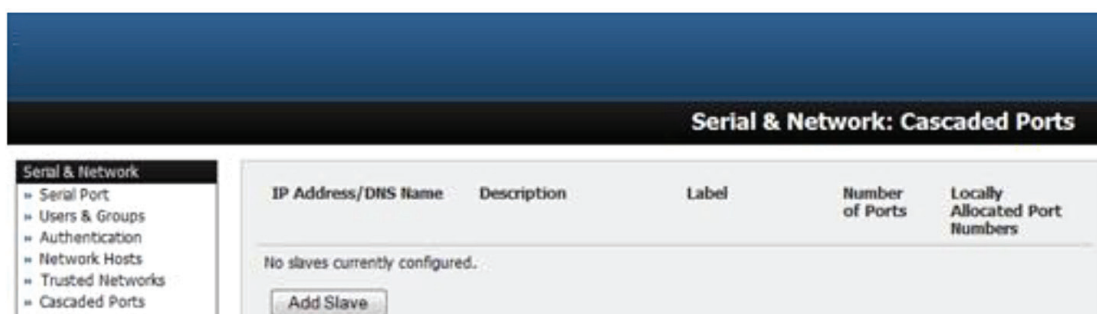 Serial & Network: Cascaded Ports
Serial & Network
» Serial Port
» Users & Groups
» Authentication
» Network Hosts
» Trusted Networks
» Cascaded Ports
IP Address/DNS Name Description Label Number of Ports Locally Allocated Port Numbers
No slaves currently configured.
Add Slave